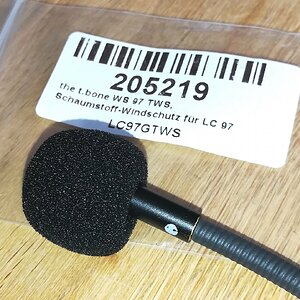 205219
the t.bone WS 97 TWS,
Schaumstoff-Windschutz für LC 97
LC97GTWS